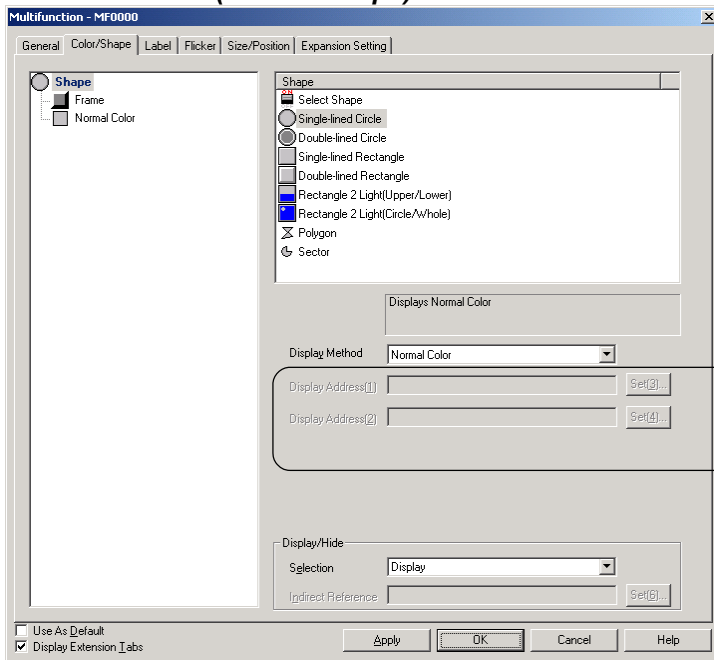 Multifunction - MF0000
General Color/Shape Label Flicker Size/Position Expansion Setting
Shape
Frame
Normal Color
Shape
ON
Select Shape
Single-lined Circle
Double-lined Circle
Single-lined Rectangle
Double-lined Rectangle
Rectangle 2 Light(Upper/Lower)
Rectangle 2 Light(Circle/Whole)
Polygon
Sector
Displays Normal Color
Display Method Normal Color
Display Address(1) Set(3)...
Display Address(2) Set(4)...
Display/Hide
Selection Display
Indirect Reference Set(6)...
Use As Default
Display Extension Tabs
Apply OK Cancel Help